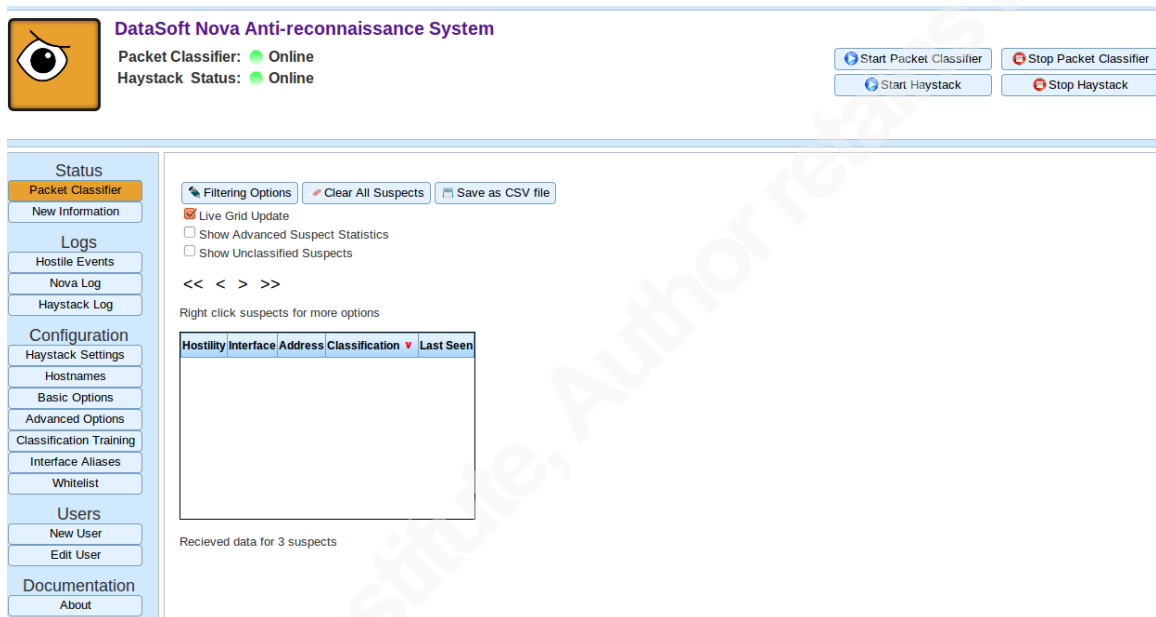 DataSoft Nova Anti-reconnaissance System
Packet Classifier: Online
Haystack Status: Online
Start Packet Classifier
Stop Packet Classifier
Start Haystack
Stop Haystack
Status
Packet Classifier
New Information
Logs
Hostile Events
Nova Log
Haystack Log
Configuration
Haystack Settings
Hostnames
Basic Options
Advanced Options
Classification Training
Interface Aliases
Whitelist
Users
New User
Edit User
Documentation
About
Filtering Options
Clear All Suspects
Save as CSV file
Live Grid Update
Show Advanced Suspect Statistics
Show Unclassified Suspects
<< < > >>
Right click suspects for more options
Hostility Interface Address Classification v Last Seen
Recieved data for 3 suspects
stitute, Author retains